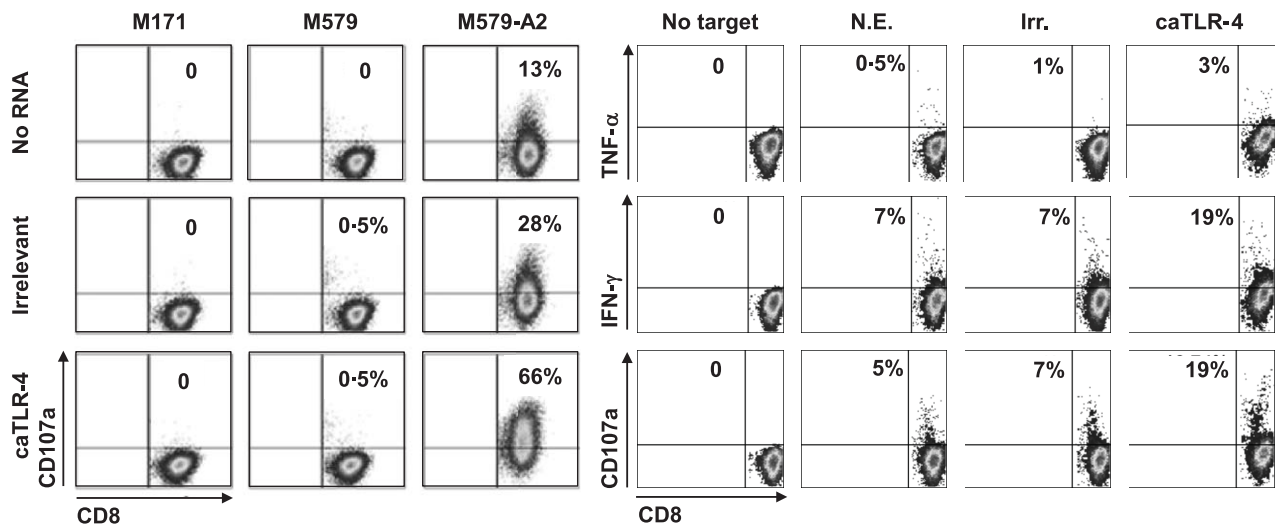 M171 M579 M579-A2 No target N.E. Irr. caTLR-4
No RNA 0 0 13% TNF-α 0 0·5% 1% 3%
Irrelevant 0 0·5% 28% IFN-γ 0 7% 7% 19%
caTLR-4 CD107a 0 0·5% 66% CD107a 0 5% 7% 19%
CD8 CD8